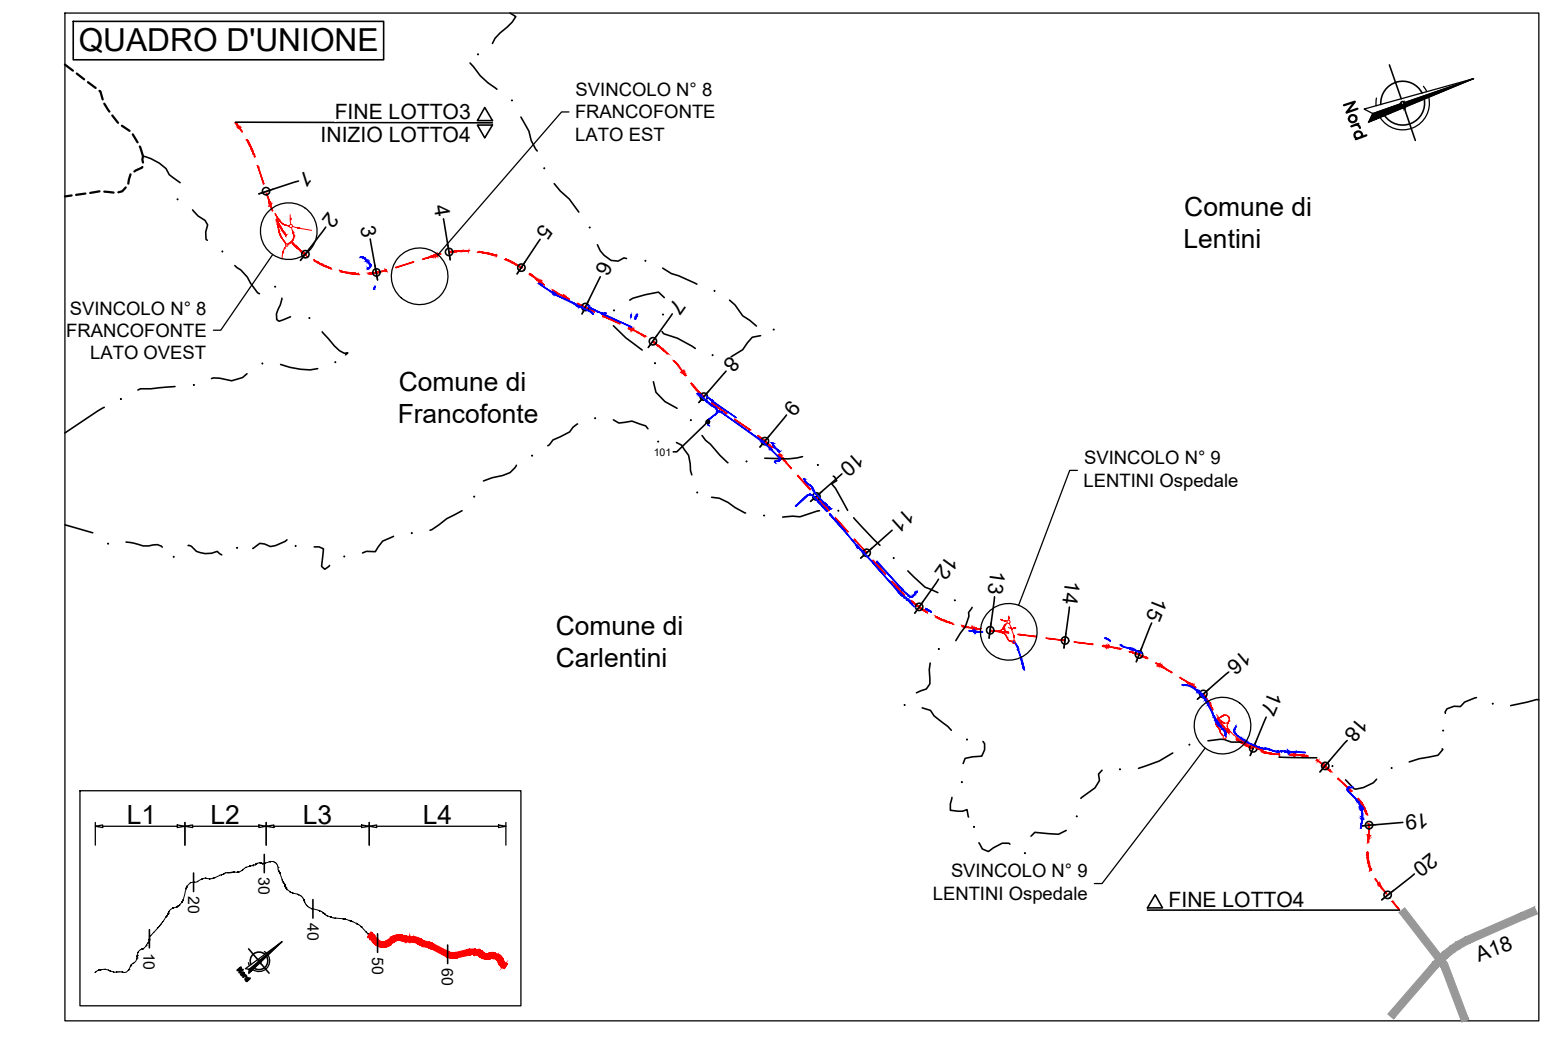 QUADRO D'UNIONE
FINE LOTTO3
INIZIO LOTTO4
SVINCOLO N° 8
FRANCOFONTE
LATO EST
Nord
Comune di
Lentini
1
2
3
4
5
6
7
8
9
10
11
12
13
14
15
16
17
18
19
20
SVINCOLO N° 8
FRANCOFONTE
LATO OVEST
Comune di
Francofonte
101
SVINCOLO N° 9
LENTINI Ospedale
Comune di
Carlentini
SVINCOLO N° 9
LENTINI Ospedale
FINE LOTTO4
A18
L1
L2
L3
L4
10
20
30
40
50
60
Nord